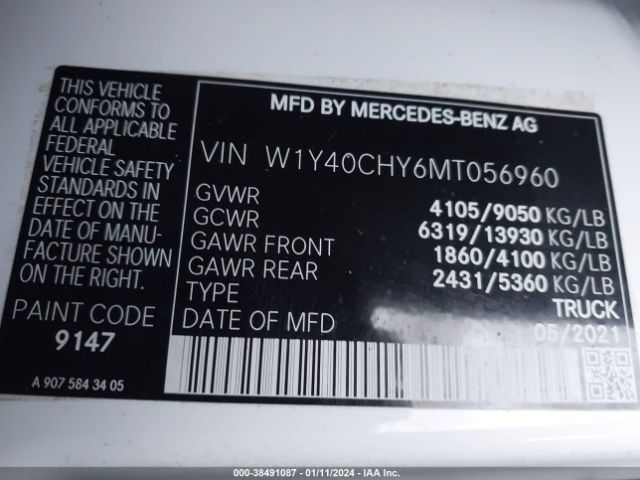 MFD BY MERCEDES-BENZ AG
THIS VEHICLE
CONFORMS TO
ALL APPLICABLE
FEDERAL
VEHICLE SAFETY
STANDARDS IN
EFFECT ON THE
DATE OF MANU-
FACTURE SHOWN
ON THE RIGHT.
PAINT CODE
9147
A 907 584 34 05
VIN W1Y40CHY6MT056960
GVWR 4105/9050 KG/LB
GCWR 6319/13930 KG/LB
GAWR FRONT 1860/4100 KG/LB
GAWR REAR 2431/5360 KG/LB
TYPE TRUCK
DATE OF MFD 05/2021
000-38491087 - 01/11/2024 - IAA Inc.